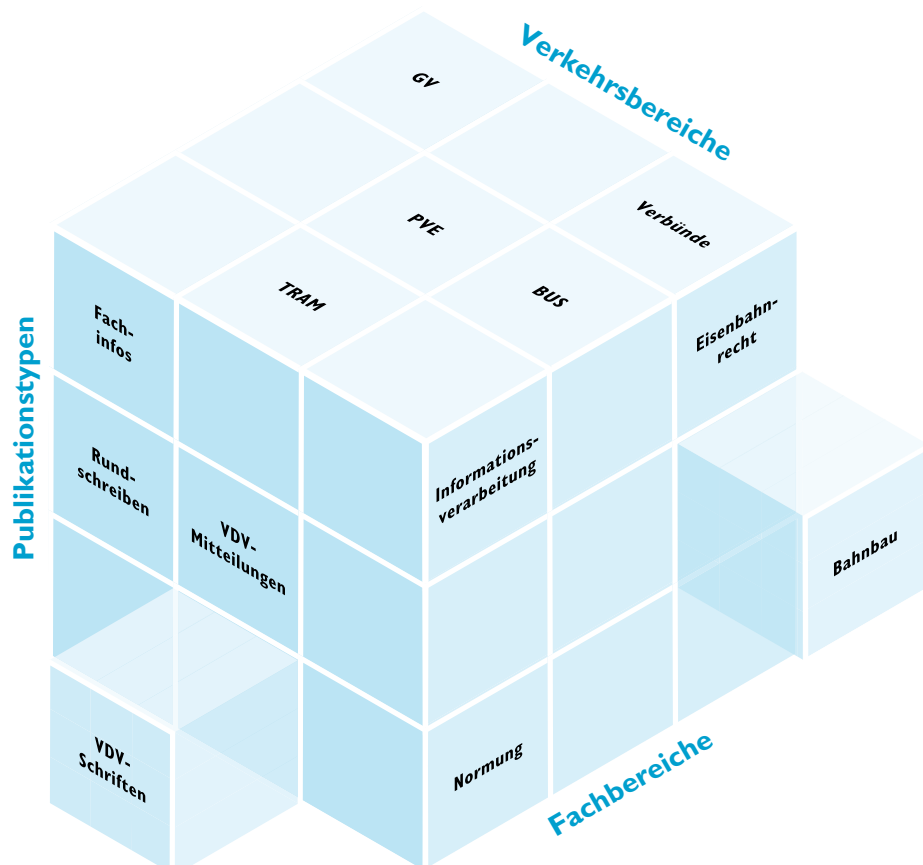 Verkehrsbereiche
GV
Verbünde
PVE
BUS
TRAM
Publikationstypen
Fach-
infos
Rund-
schreiben
VDV-
Mitteilungen
VDV-
Schriften
Eisenbahn-
recht
Informations-
verarbeitung
Bahnbau
Normung
Fachbereiche